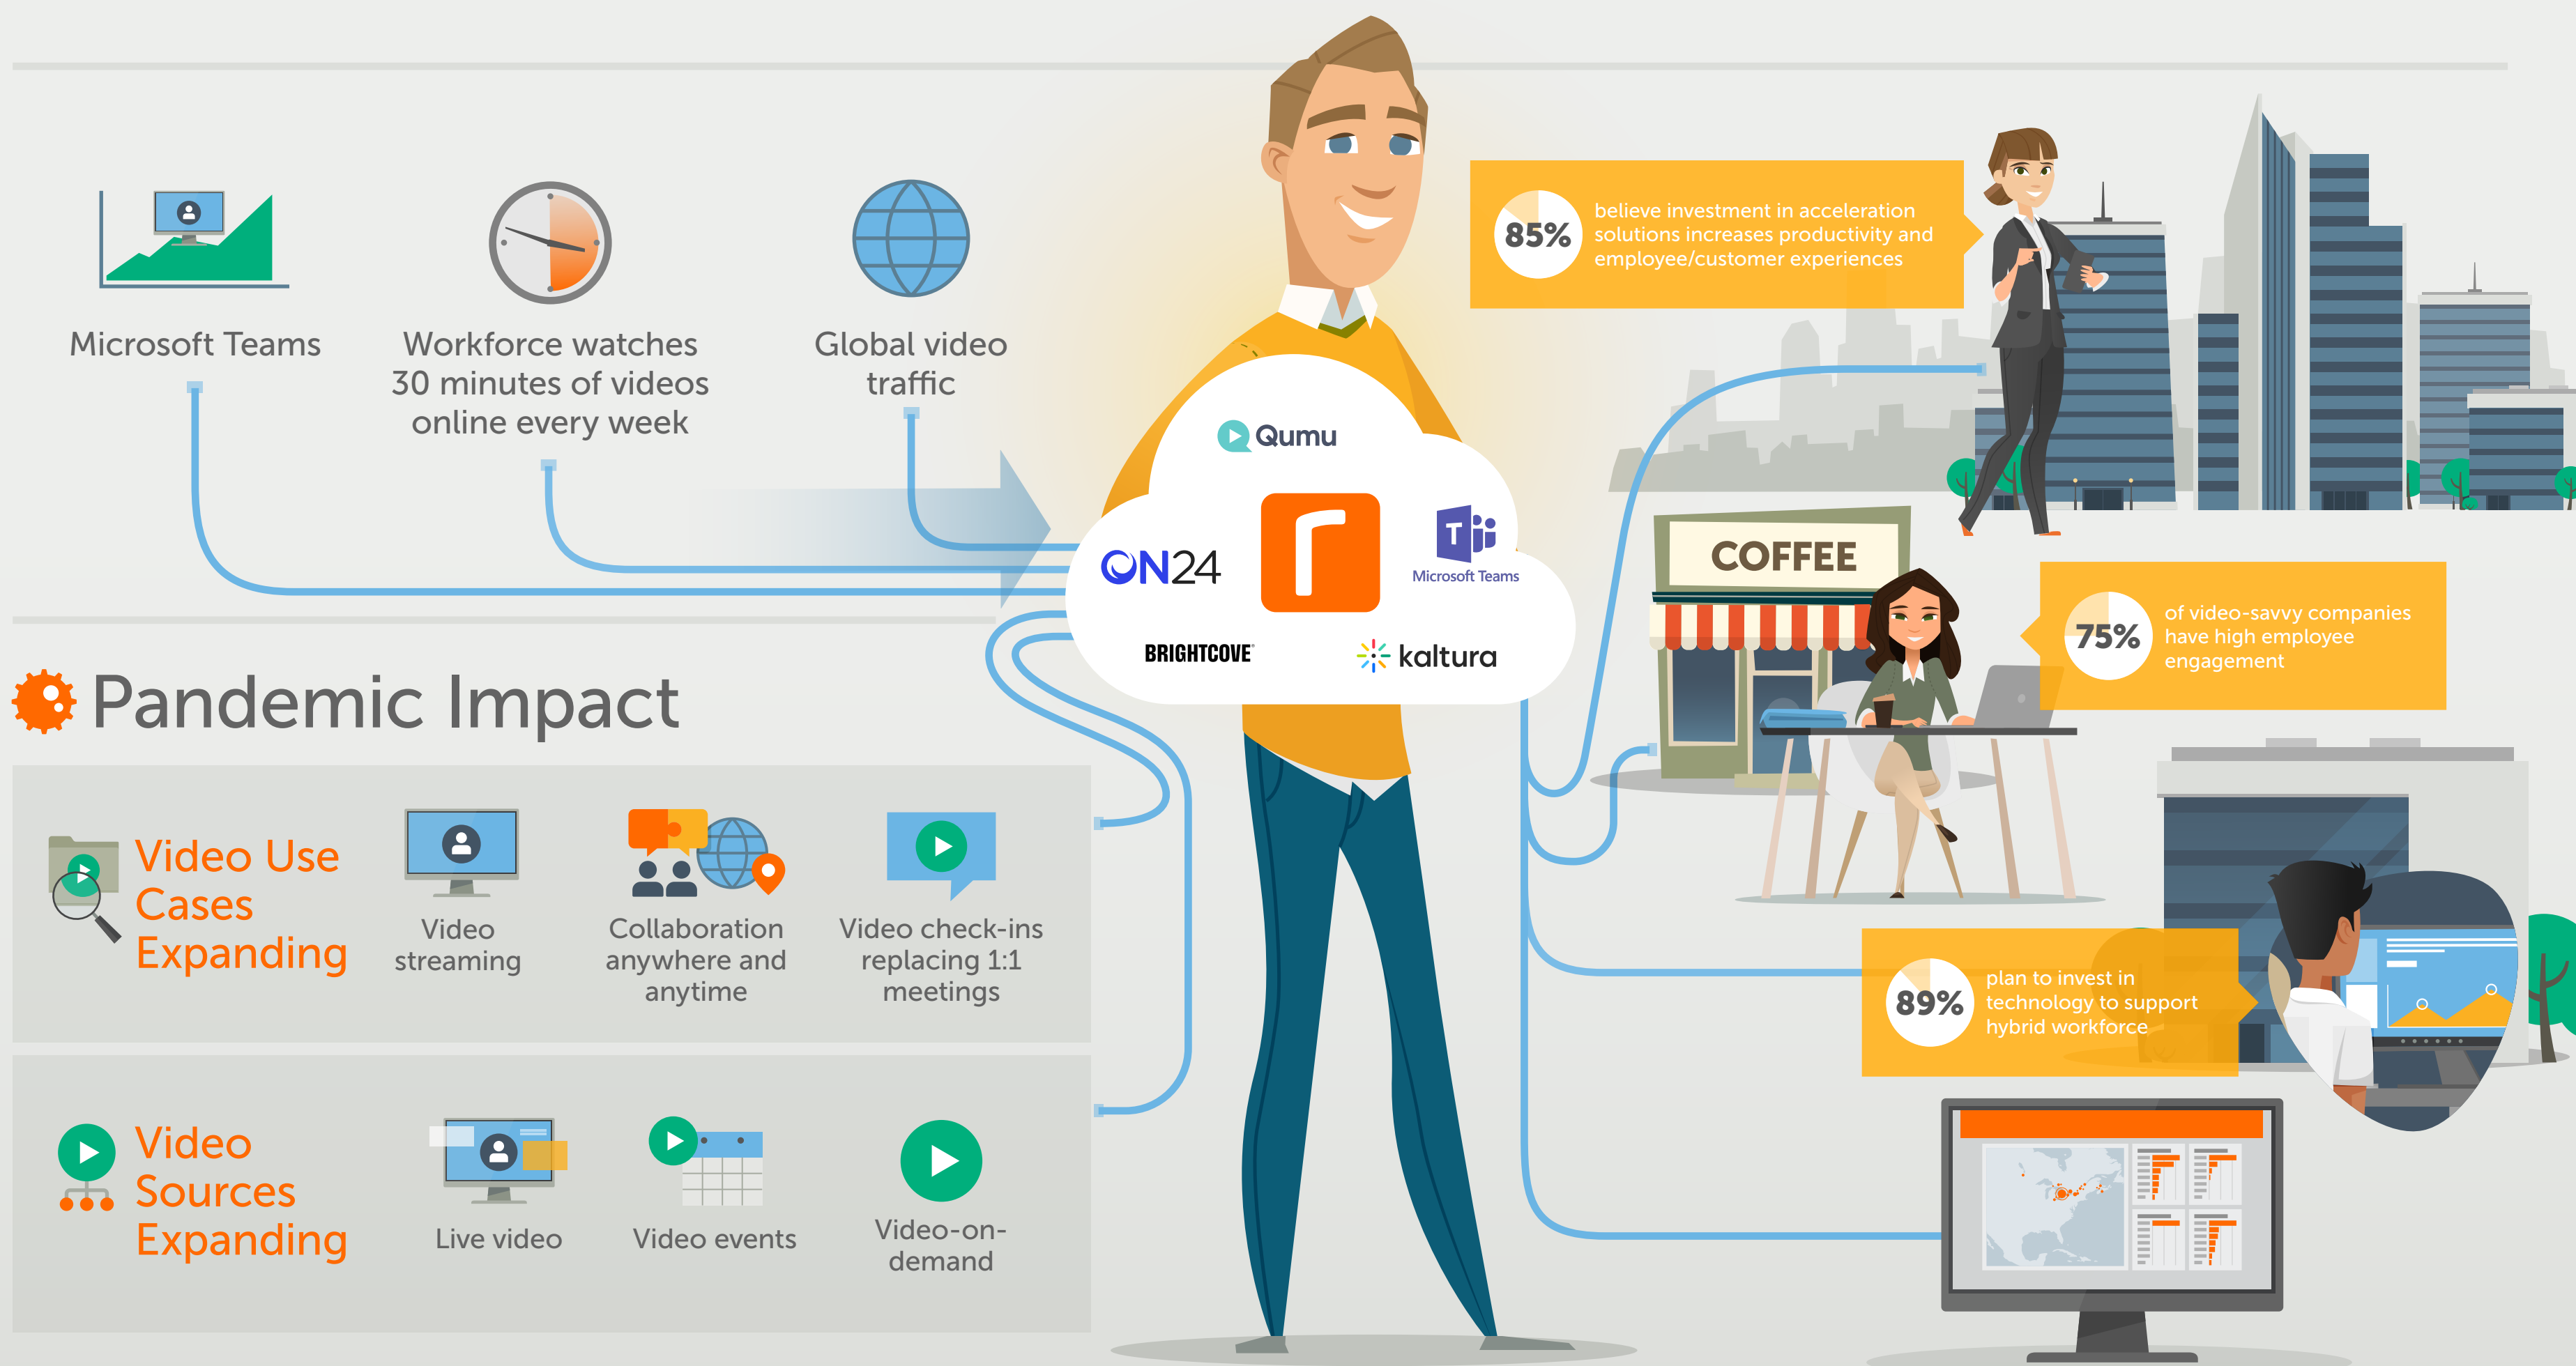 Microsoft Teams
Workforce watches
30 minutes of videos
online every week
Global video
traffic
Qumu
ON24
r
T
Microsoft Teams
BRIGHTCOVE
kaltura
85%
believe investment in acceleration
solutions increases productivity and
employee/customer experiences
COFFEE
75%
of video-savvy companies
have high employee
engagement
89%
plan to invest in
technology to support
hybrid workforce
Pandemic Impact
Video Use
Cases
Expanding
Video
streaming
Collaboration
anywhere and
anytime
Video check-ins
replacing 1:1
meetings
Video
Sources
Expanding
Live video
Video events
Video-on-
demand